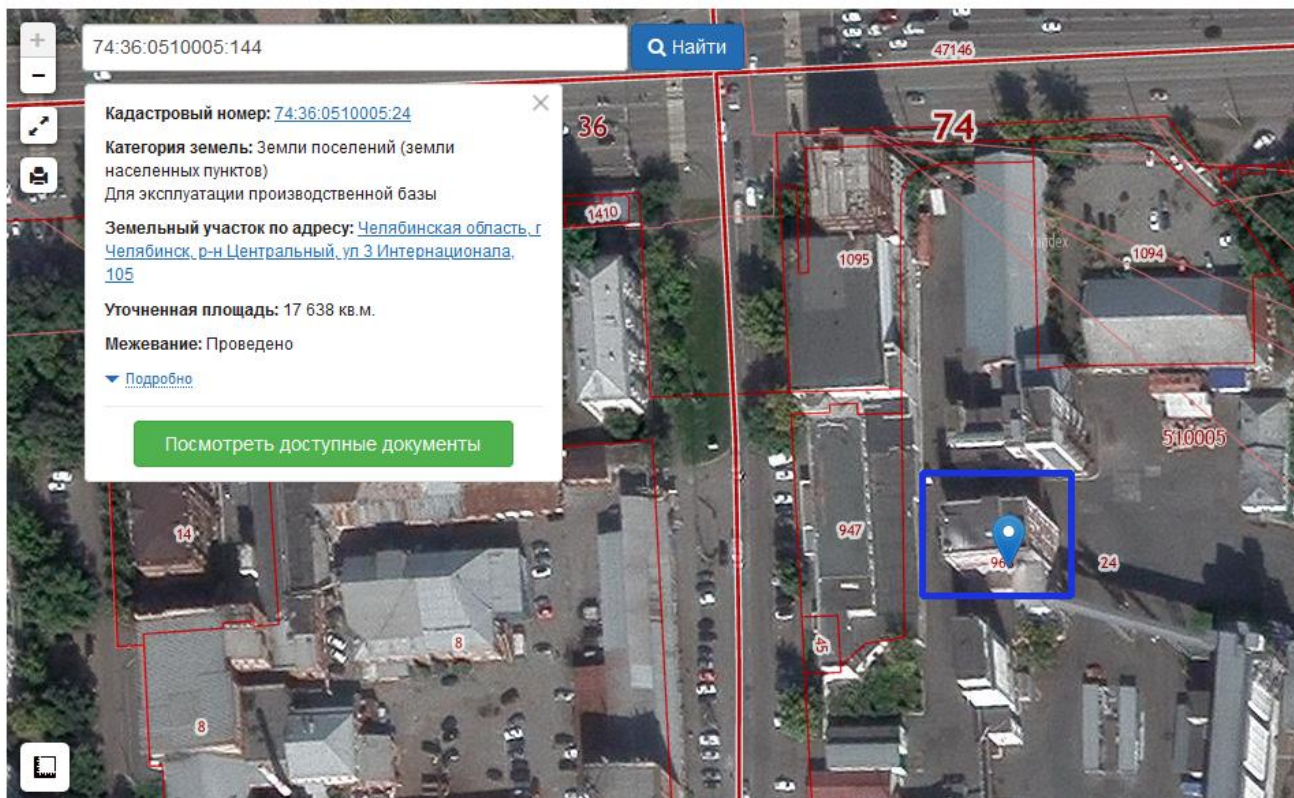 74:36:0510005:144
Найти
Кадастровый номер: 74:36:0510005:24
Категория земель: Земли поселений (земли
населенных пунктов)
Для эксплуатации производственной базы
Земельный участок по адресу: Челябинская область, г
Челябинск, р-н Центральный, ул 3 Интернационала,
105
Уточненная площадь: 17 638 кв.м.
Межевание: Проведено
Подробно
Посмотреть доступные документы
47146
36
74
1410
Yandex
1095
1094
510005
14
947
24
45
8
8